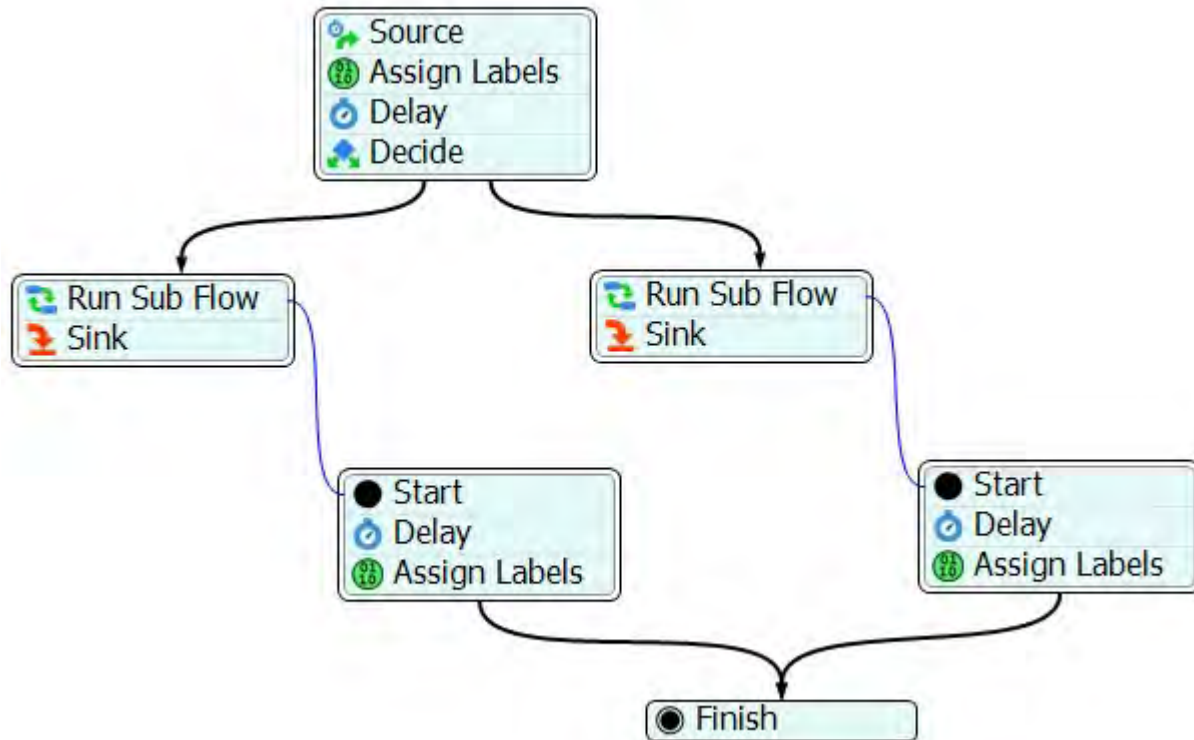 Source
Assign Labels
Delay
Decide
Run Sub Flow
Sink
Run Sub Flow
Sink
Start
Delay
Assign Labels
Start
Delay
Assign Labels
Finish